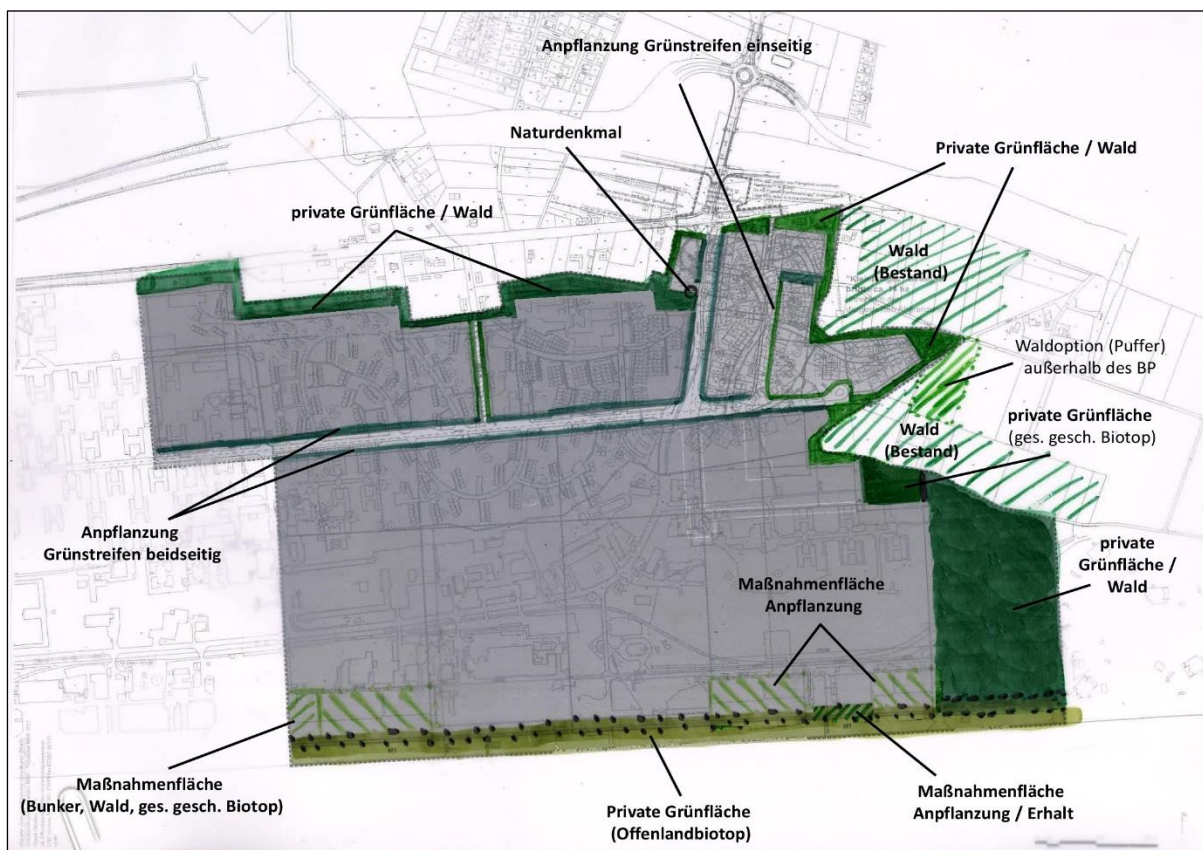 Anpflanzung Grünstreifen einseitig
Naturdenkmal
Private Grünfläche / Wald
private Grünfläche / Wald
Wald
(Bestand)
Waldoption (Puffer)
außerhalb des BP
private Grünfläche
(ges. gesch. Biotop)
Wald
(Bestand)
Anpflanzung
Grünstreifen beidseitig
private
Grünfläche /
Wald
Maßnahmenfläche
Anpflanzung
Maßnahmenfläche
(Bunker, Wald, ges. gesch. Biotop)
Private Grünfläche
(Offenlandbiotop)
Maßnahmenfläche
Anpflanzung / Erhalt